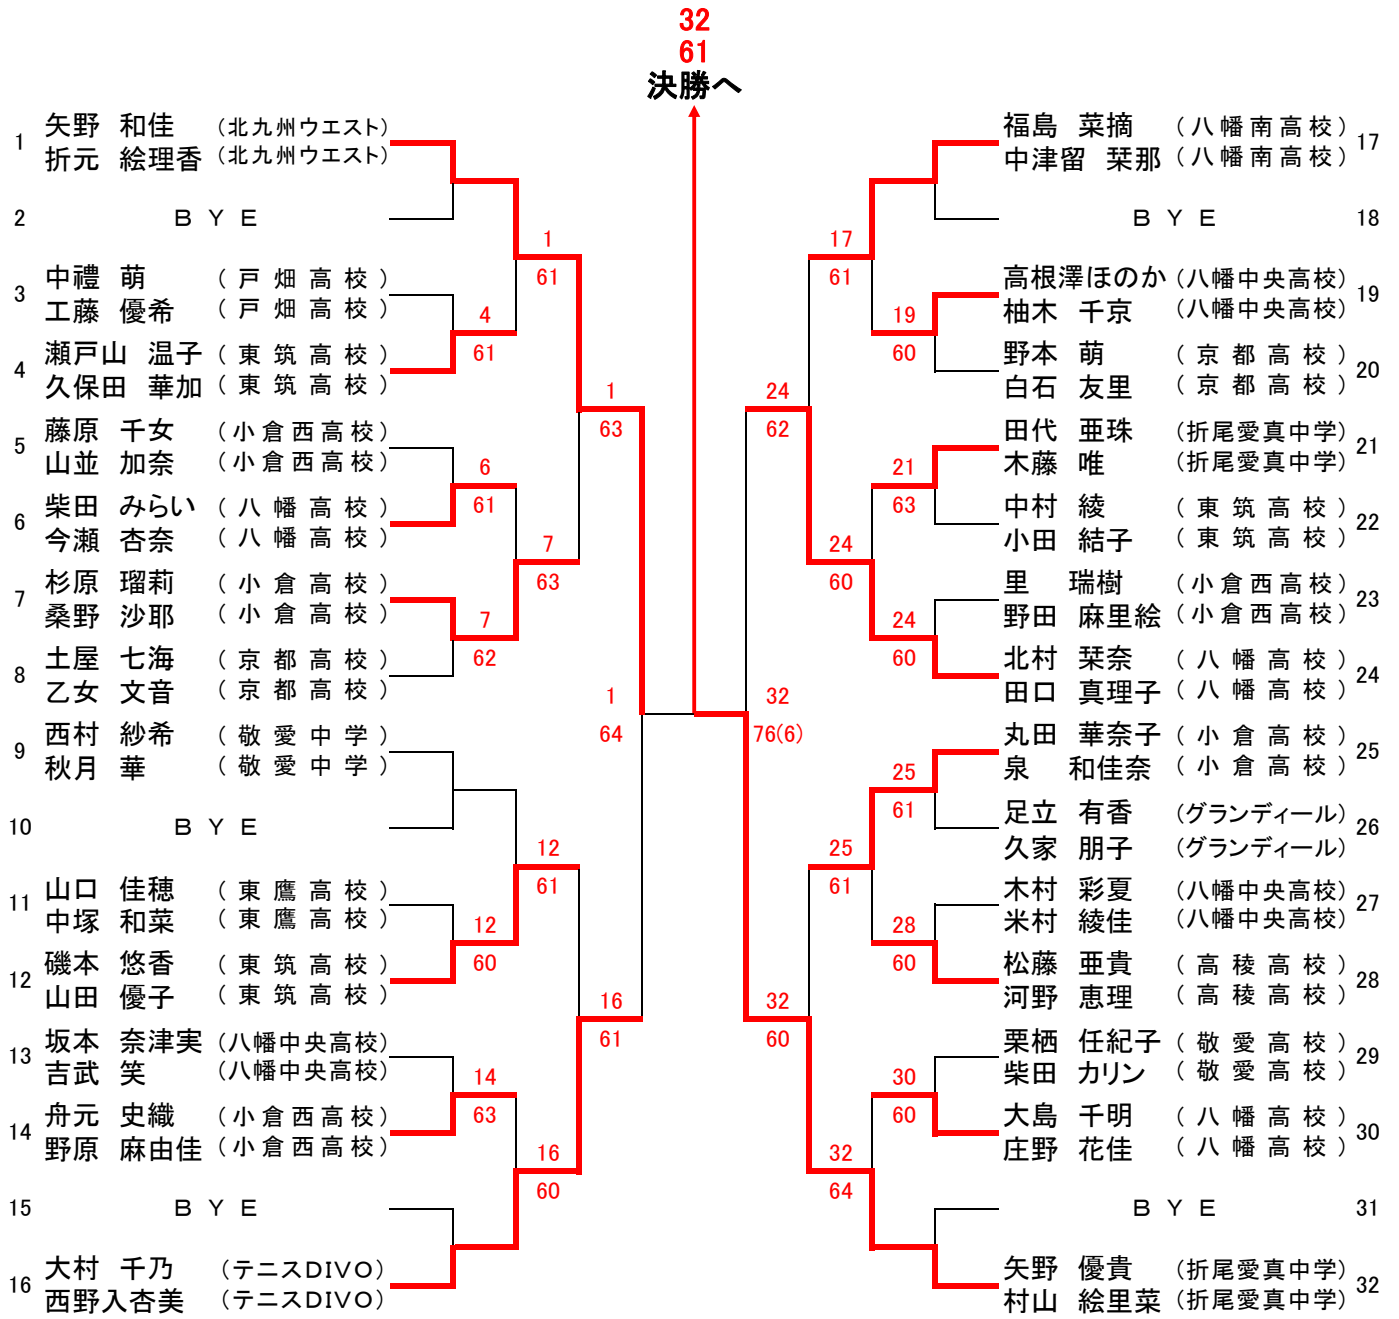 32
61
決勝へ
1 矢野 和佳 (北九州ウエスト)
折元 絵理香 (北九州ウエスト)
2 BYE
3 中禮 萌 (戸畑高校)
工藤 優希 (戸畑高校)
4 瀬戸山 温子 (東筑高校)
久保田 華加 (東筑高校)
5 藤原 千女 (小倉西高校)
山並 加奈 (小倉西高校)
6 柴田 みらい (八幡高校)
今瀬 杏奈 (八幡高校)
7 杉原 瑠莉 (小倉高校)
桑野 沙耶 (小倉高校)
8 土屋 七海 (京都高校)
乙女 文音 (京都高校)
9 西村 紗希 (敬愛中学)
秋月 華 (敬愛中学)
10 BYE
11 山口 佳穂 (東鷹高校)
中塚 和菜 (東鷹高校)
12 磯本 悠香 (東筑高校)
山田 優子 (東筑高校)
13 坂本 奈津実 (八幡中央高校)
吉武 笑 (八幡中央高校)
14 舟元 史織 (小倉西高校)
野原 麻由佳 (小倉西高校)
15 BYE
16 大村 千乃 (テニスDIVO)
西野入杏美 (テニスDIVO)
4
61
6
61
7
62
12
60
14
63
1
61
7
63
12
61
16
60
1
63
16
61
1
64
32
76(6)
24
62
32
60
17
61
24
60
25
61
32
64
19
60
21
63
24
60
25
61
28
60
30
60
福島 菜摘 (八幡南高校) 17
中津留 栞那 (八幡南高校)
BYE 18
高根澤ほのか (八幡中央高校) 19
柚木 千京 (八幡中央高校)
野本 萌 (京都高校) 20
白石 友里 (京都高校)
田代 亜珠 (折尾愛真中学) 21
木藤 唯 (折尾愛真中学)
中村 綾 (東筑高校) 22
小田 結子 (東筑高校)
里 瑞樹 (小倉西高校) 23
野田 麻里絵 (小倉西高校)
北村 栞奈 (八幡高校) 24
田口 真理子 (八幡高校)
丸田 華奈子 (小倉高校) 25
泉 和佳奈 (小倉高校)
足立 有香 (グランディール) 26
久家 朋子 (グランディール)
木村 彩夏 (八幡中央高校) 27
米村 綾佳 (八幡中央高校)
松藤 亜貴 (高稜高校) 28
河野 恵理 (高稜高校)
栗栖 任紀子 (敬愛高校) 29
柴田 カリン (敬愛高校)
大島 千明 (八幡高校) 30
庄野 花佳 (八幡高校)
BYE 31
矢野 優貴 (折尾愛真中学) 32
村山 絵里菜 (折尾愛真中学)